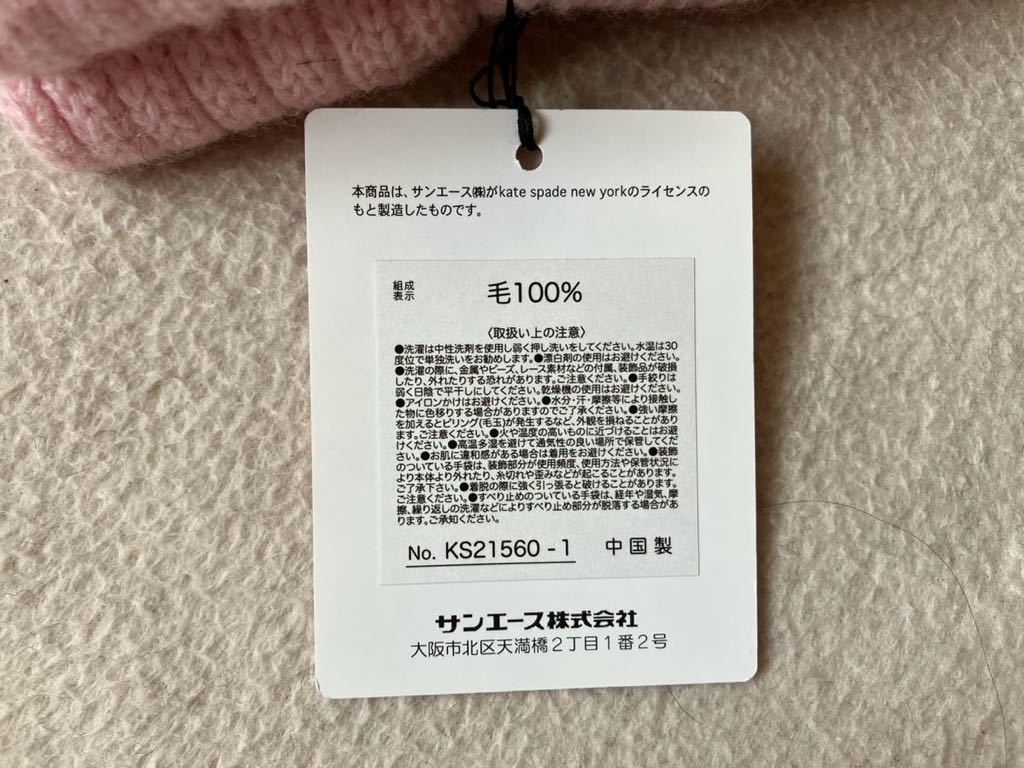 本商品は、サンエース㈱がkate spade new yorkのライセンスの
もと製造したものです。
組成
表示
毛100%
〈取扱い上の注意〉
●洗濯は中性洗剤を使用し弱く押し洗いをしてください。水温は30
度位で単独洗いをお勧めします。●漂白剤の使用はお避けください。
●洗濯の際に、金属やビーズ、レース素材などの付属、装飾品が破損
したり、外れたりする恐れがあります。ご注意ください。●手絞りは
弱く日陰で平干しにしてください。乾燥機の使用はお避けください。
●アイロンかけはお避けください。●水分・汗・摩擦等により接触し
た物に色移りする場合がありますのでご了承ください。●強い摩擦
を加えるとピリング(毛玉)が発生するなど、外観を損ねることがあり
ます。ご注意ください。●火や温度の高いものに近づけることはお避
けください。●高温多湿を避けて通気性の良い場所で保管してくだ
さい。●お肌に違和感がある場合は着用をお避けください。●装飾
のついている手袋は、装飾部分が使用頻度、使用方法や保管状況に
より本体より外れたり、糸切れや歪みなどが起こることがあります。
ご了承下さい。●着脱の際に強く引っ張ると破けることがあります。
ご注意ください。●すべり止めのついている手袋は、経年や湿気、摩
擦、繰り返しの洗濯などによりすべり止め部分が脱落する場合があ
ります。ご承知ください。
No. KS21560-1 中国製
サンエース株式会社
大阪市北区天満橋2丁目1番2号